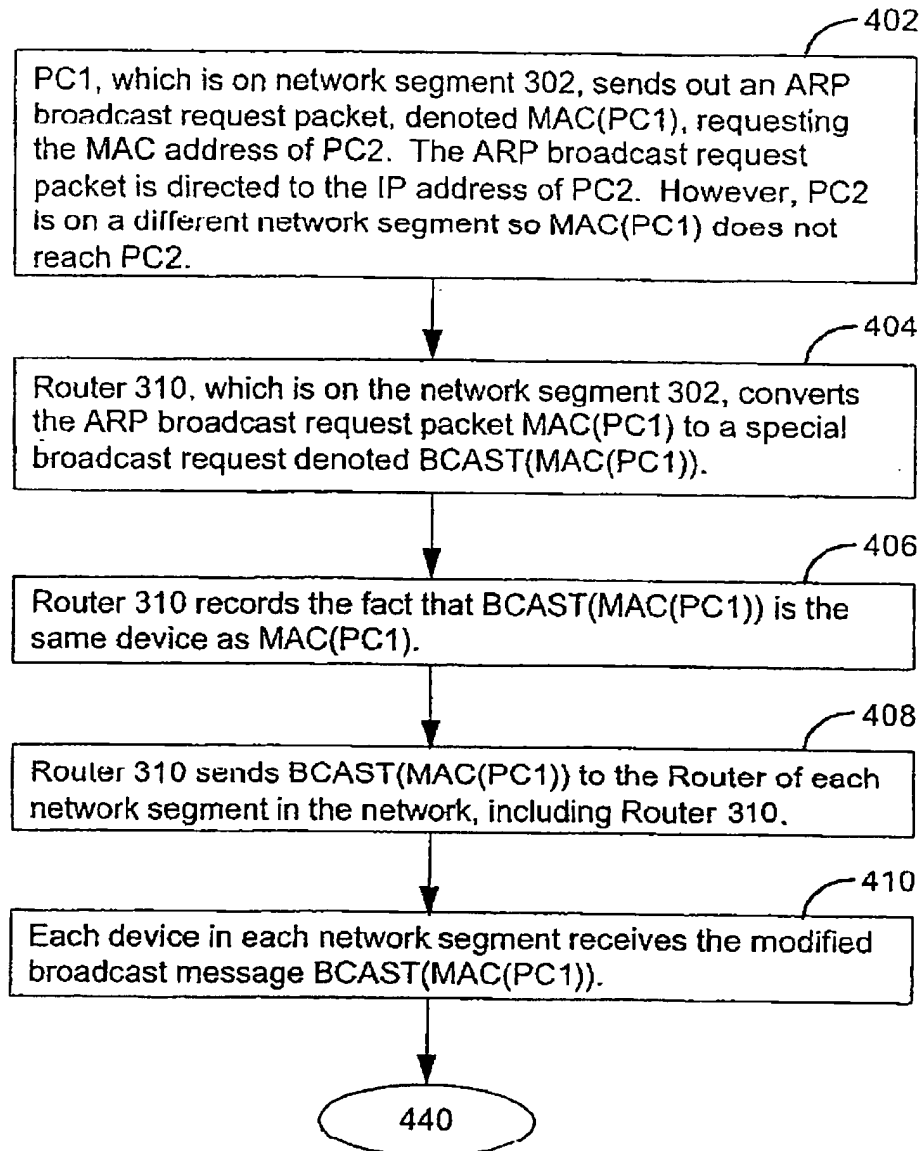 402
PC1, which is on network segment 302, sends out an ARP
broadcast request packet, denoted MAC(PC1), requesting
the MAC address of PC2. The ARP broadcast request
packet is directed to the IP address of PC2. However, PC2
is on a different network segment so MAC(PC1) does not
reach PC2.
404
Router 310, which is on the network segment 302, converts
the ARP broadcast request packet MAC(PC1) to a special
broadcast request denoted BCAST(MAC(PC1)).
406
Router 310 records the fact that BCAST(MAC(PC1)) is the
same device as MAC(PC1).
408
Router 310 sends BCAST(MAC(PC1)) to the Router of each
network segment in the network, including Router 310.
410
Each device in each network segment receives the modified
broadcast message BCAST(MAC(PC1)).
440